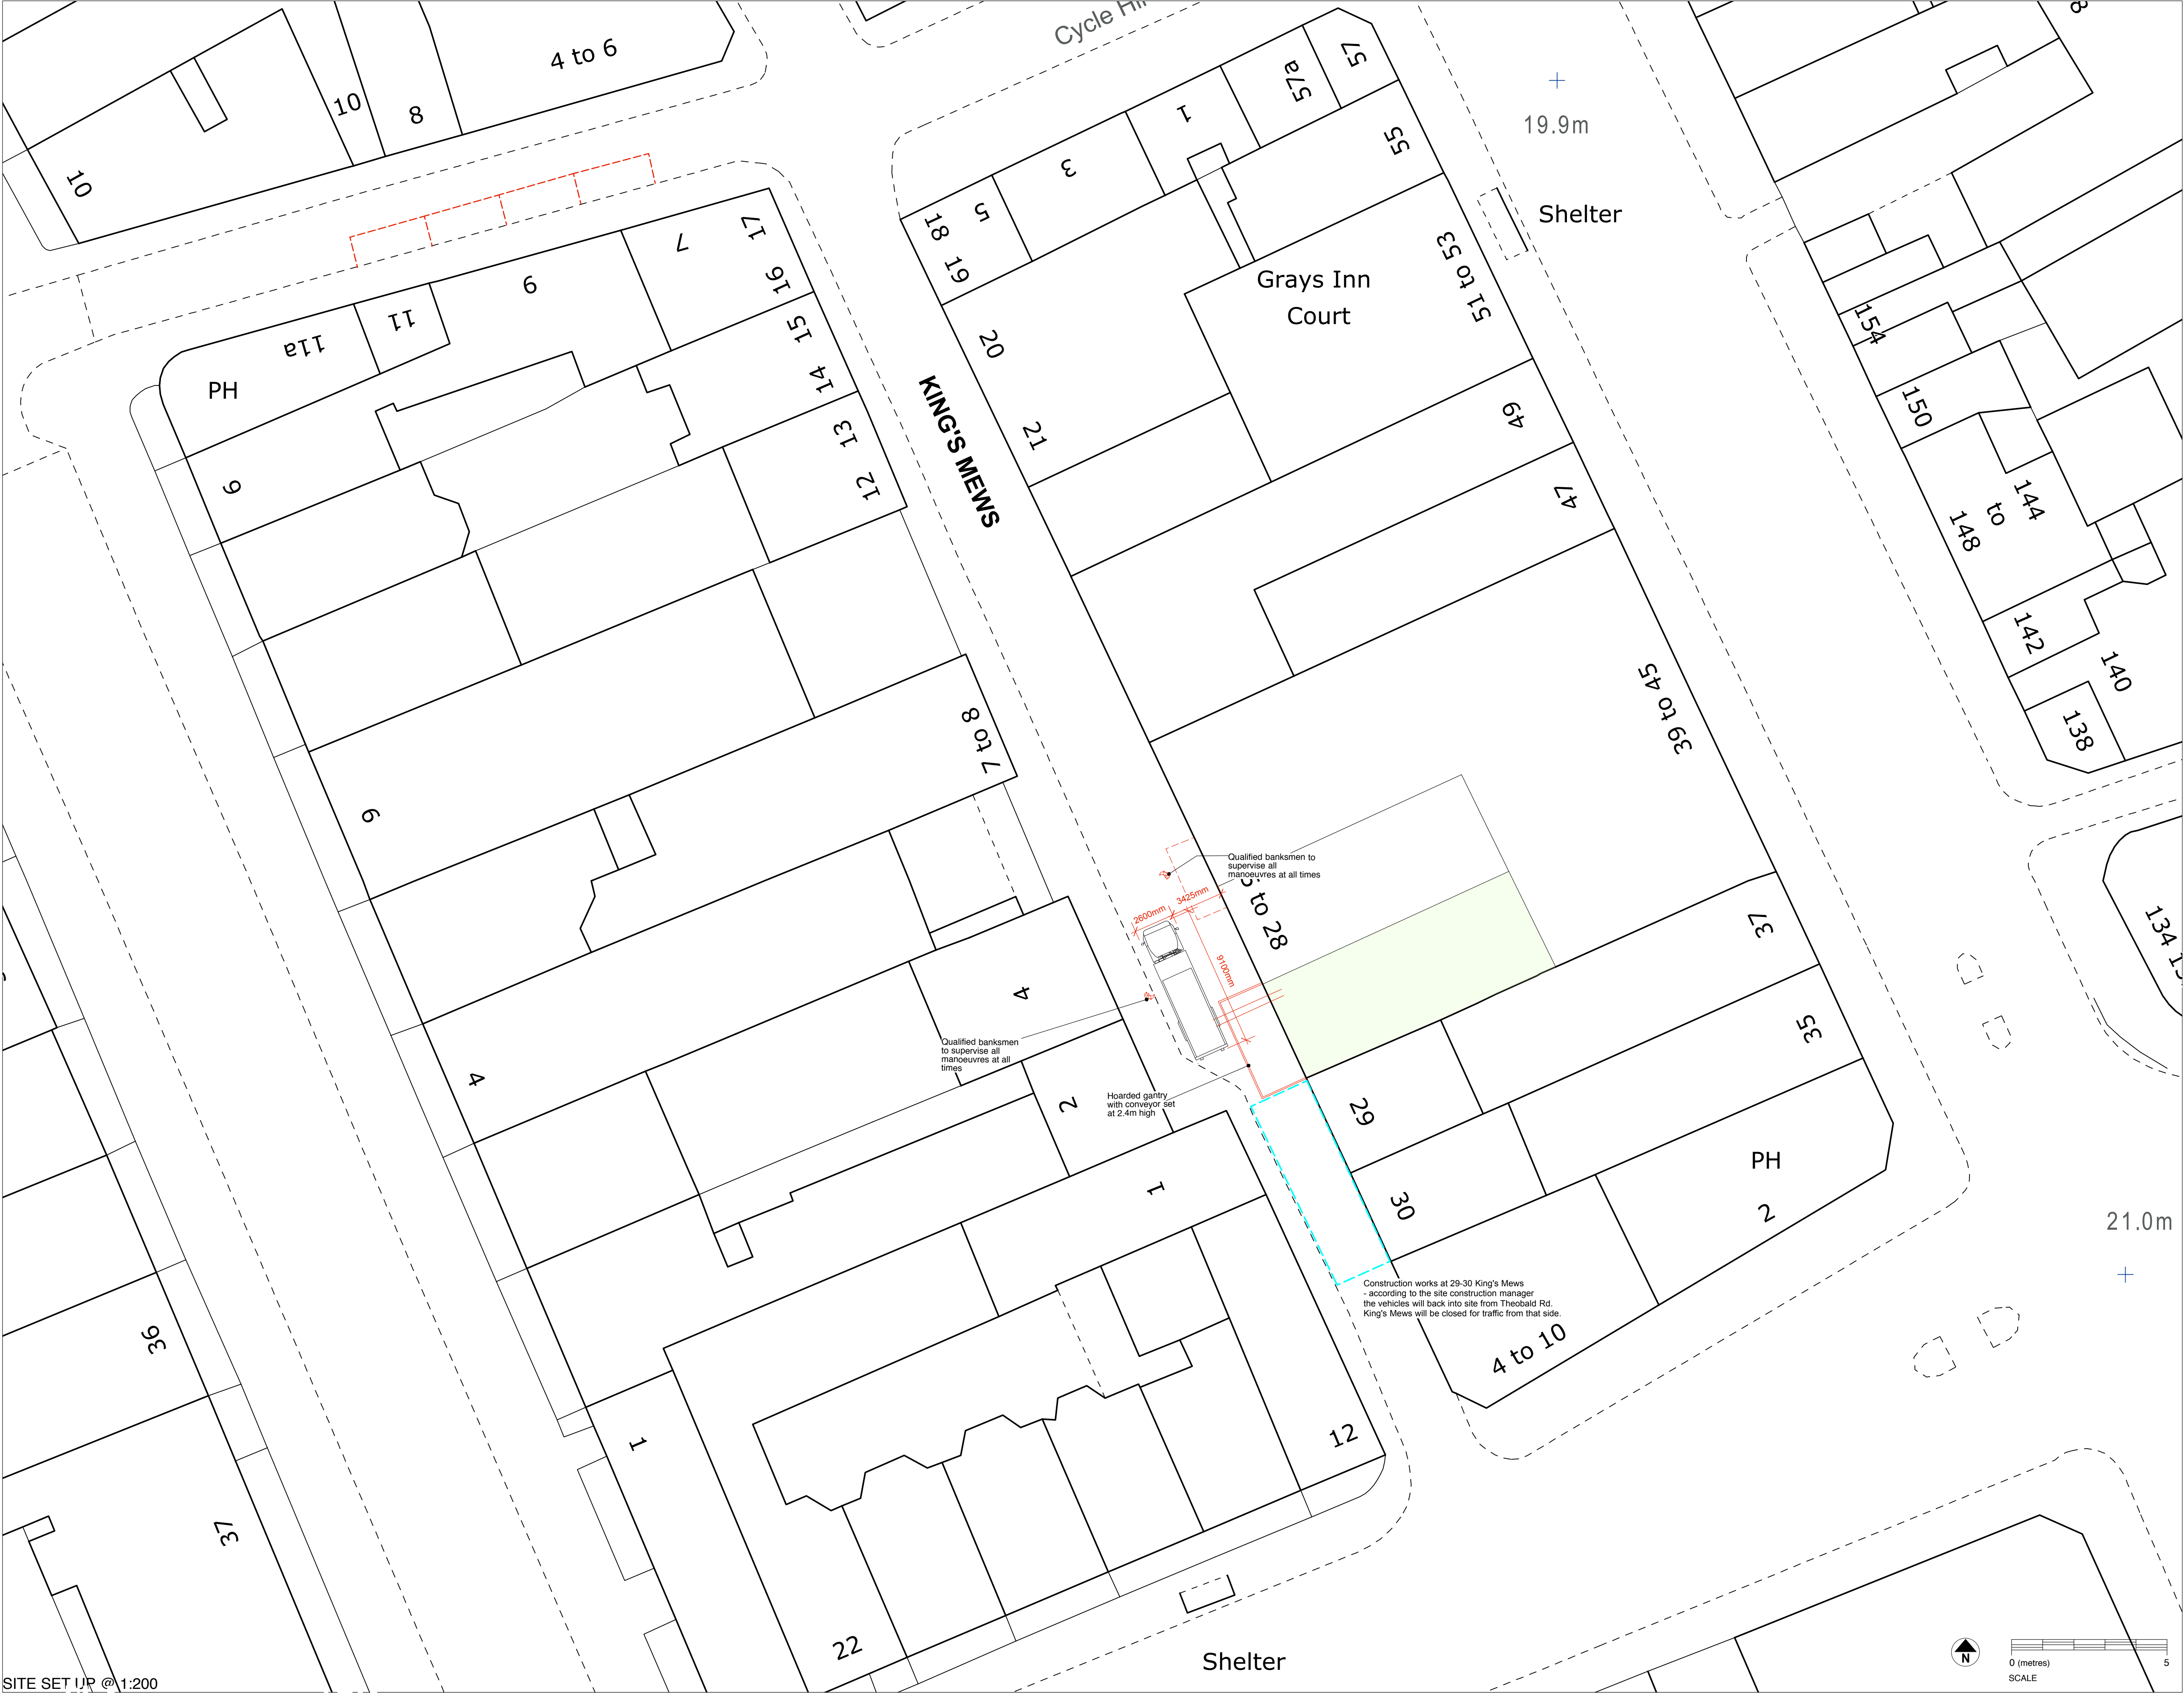 Cycle Hir
4 to 6
10
8
10
57
57a
1
3
5
18
19
55
19.9m
Shelter
Grays Inn
Court
51 to 53
20
21
49
47
KING'S MEWS
17
16
15
14
13
12
7
9
11
11a
PH
9
154
150
144
to
148
142
140
138
39 to 45
7 to 8
9
Qualified banksmen to
supervise all
manoeuvres at all times
to 28
2600mm
3425mm
9100mm
37
35
4
Qualified banksmen
to supervise all
manoeuvres at all
times
Hoarded gantry
with conveyor set
at 2.4m high
4
2
1
29
30
PH
2
21.0m
Construction works at 29-30 King's Mews
- according to the site construction manager
the vehicles will back into site from Theobald Rd.
King's Mews will be closed for traffic from that side.
4 to 10
134
36
37
1
12
22
Shelter
N
0 (metres)
5
SCALE
SITE SET UP @ 1:200